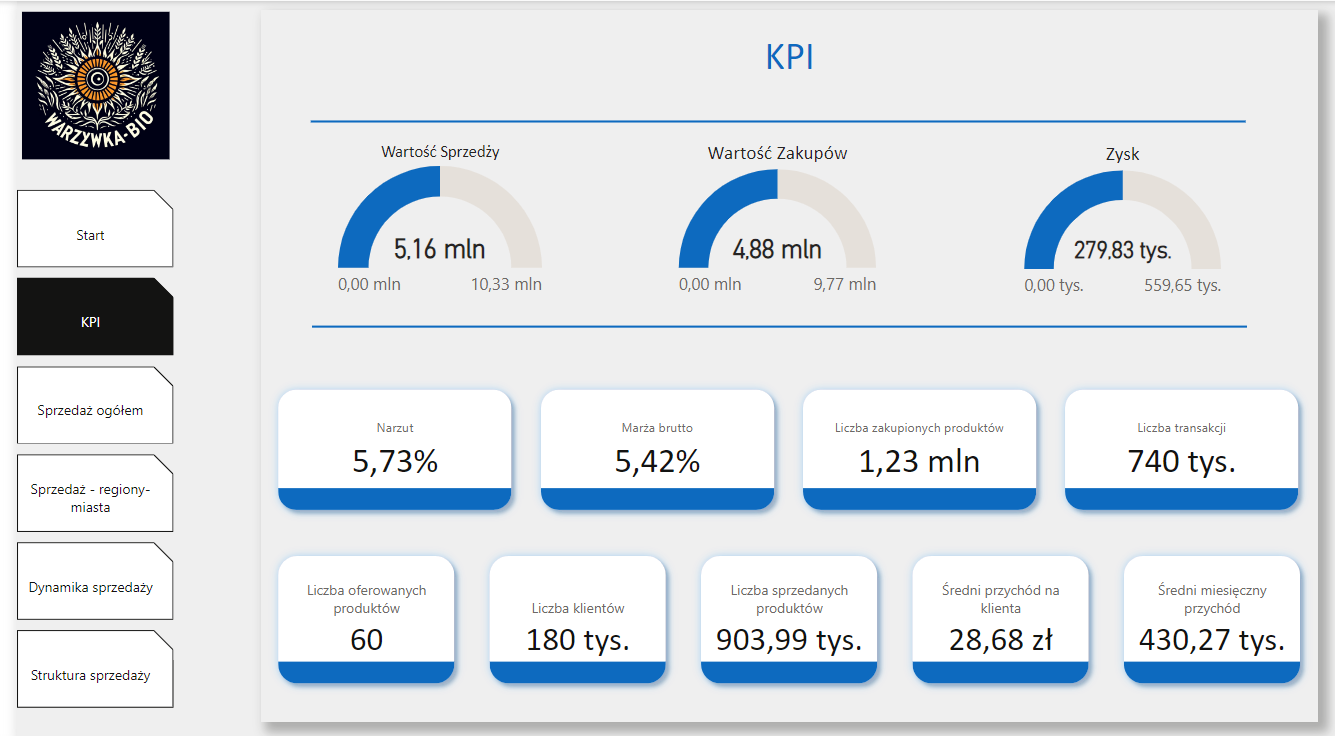 WARZYWKA-BIO
Start
KPI
Sprzedaż ogółem
Sprzedaż - regiony-
miasta
Dynamika sprzedaży
Struktura sprzedaży
KPI
Wartość Sprzedży
5,16 mln
0,00 mln
10,33 mln
Wartość Zakupów
4,88 mln
0,00 mln
9,77 mln
Zysk
279,83 tys.
0,00 tys.
559,65 tys.
Narzut
5,73%
Marża brutto
5,42%
Liczba zakupionych produktów
1,23 mln
Liczba transakcji
740 tys.
Liczba oferowanych
produktów
60
Liczba klientów
180 tys.
Liczba sprzedanych
produktów
903,99 tys.
Średni przychód na
klienta
28,68 zł
Średni miesięczny
przychód
430,27 tys.